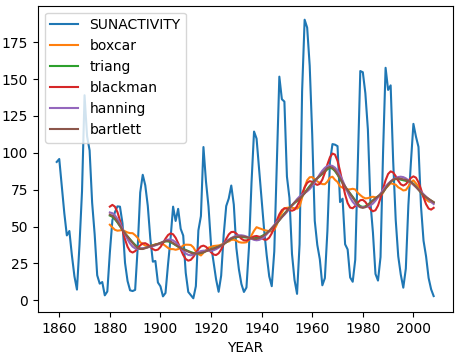 SUNACTIVITY
boxcar
triang
blackman
hanning
bartlett
175
150
125
100
75
50
25
0
1860 1880 1900 1920 1940 1960 1980 2000
YEAR